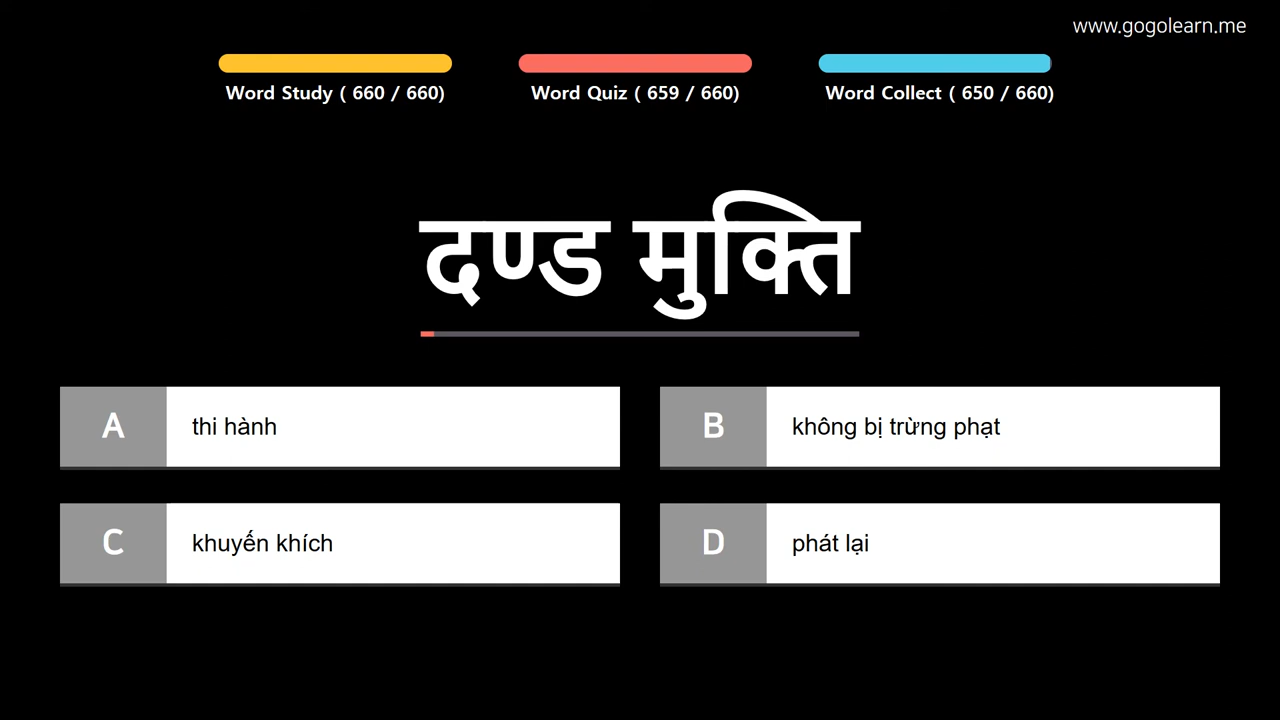 www.gogolearn.me
Word Study ( 660 / 660)
Word Quiz ( 659 / 660)
Word Collect ( 650 / 660)
दण्ड मुक्ति
A
thi hành
B
không bị trừng phạt
C
khuyến khích
D
phát lại